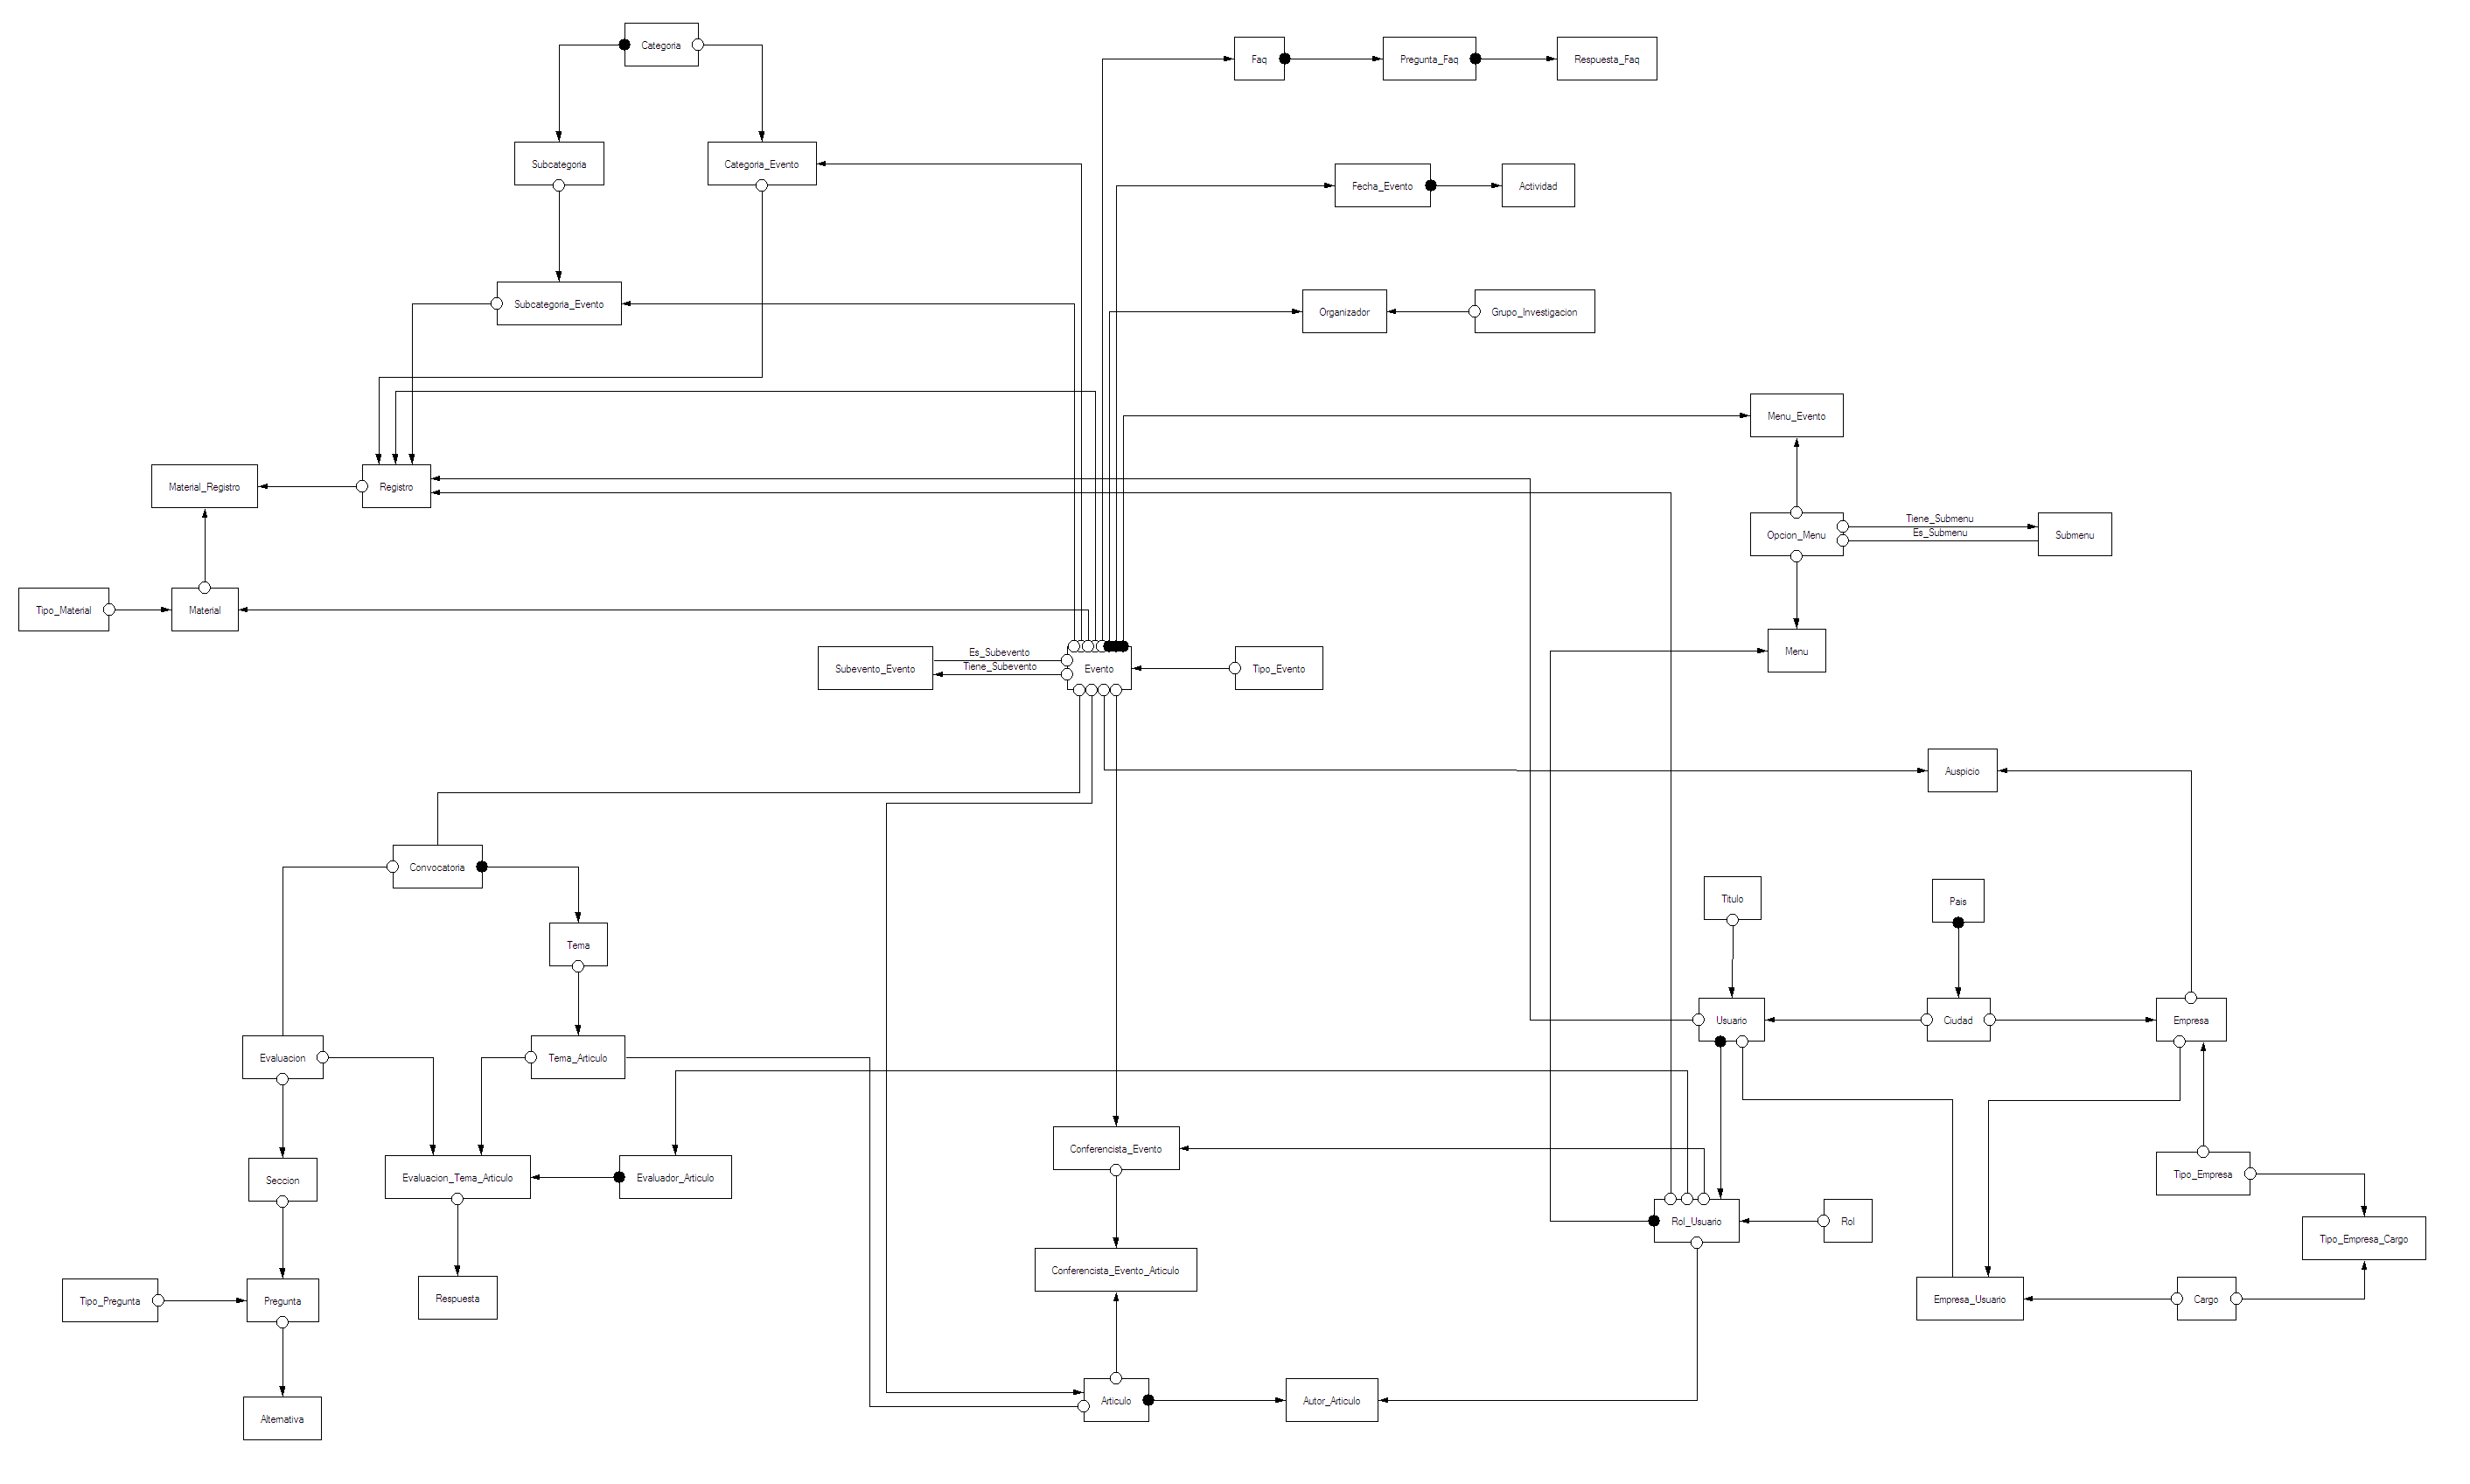 Categoria
Faq
Pregunta_Faq
Respuesta_Faq
Subcategoria
Categoria_Evento
Fecha_Evento
Actividad
Subcategoria_Evento
Organizador
Grupo_Investigacion
Menu_Evento
Material_Registro
Registro
Tiene_Submenu
Opcion_Menu
Es_Submenu
Submenu
Tipo_Material
Material
Es_Subevento
Menu
Subevento_Evento
Tiene_Subevento
Evento
Tipo_Evento
Auspicio
Convocatoria
Titulo
Pais
Tema
Usuario
Ciudad
Empresa
Evaluacion
Tema_Articulo
Conferencista_Evento
Seccion
Evaluacion_Tema_Articulo
Evaluador_Articulo
Tipo_Empresa
Rol_Usuario
Rol
Tipo_Empresa_Cargo
Conferencista_Evento_Articulo
Tipo_Pregunta
Pregunta
Respuesta
Empresa_Usuario
Cargo
Articulo
Autor_Articulo
Alternativa